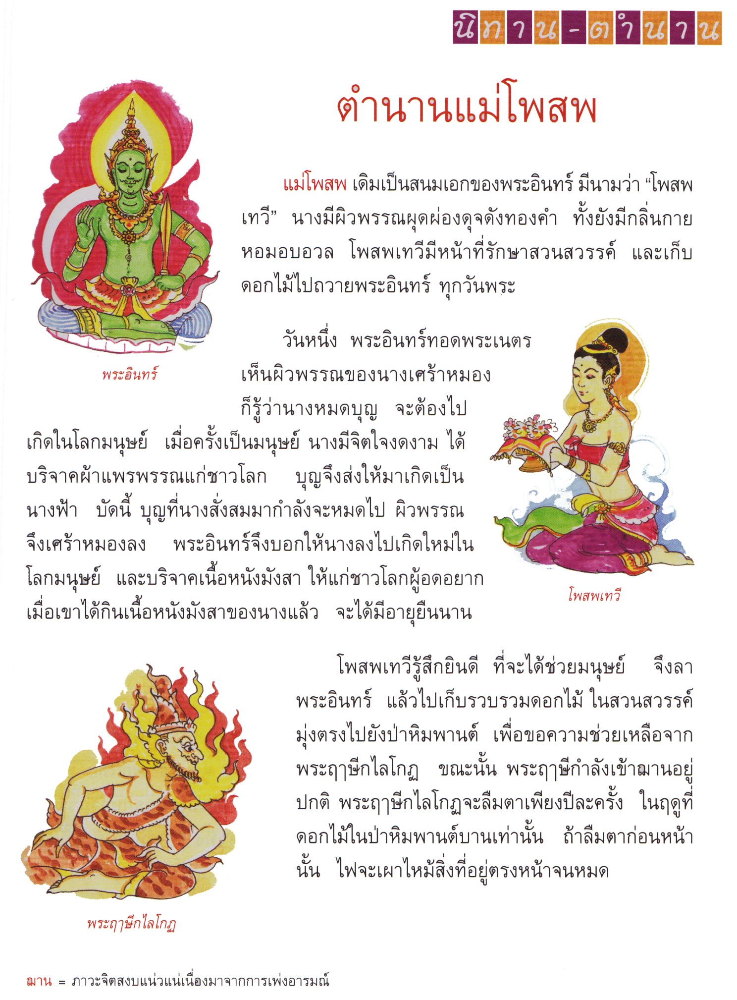 นิทาน-ตำนาน
ตำนานแม่โพสพ
แม่โพสพ เดิมเป็นสนมเอกของพระอินทร์ มีนามว่า “โพสพ
เทวี” นางมีผิวพรรณผุดผ่องดุจดังทองคำ ทั้งยังมีกลิ่นกาย
หอมอบอวล โพสพเทวีมีหน้าที่รักษาสวนสวรรค์ และเก็บ
ดอกไม้ไปถวายพระอินทร์ ทุกวันพระ
พระอินทร์
วันหนึ่ง พระอินทร์ทอดพระเนตร
เห็นผิวพรรณของนางเศร้าหมอง
ก็รู้ว่านางหมดบุญ จะต้องไป
เกิดในโลกมนุษย์ เมื่อครั้งเป็นมนุษย์ นางมีจิตใจงดงาม ได้
บริจาคผ้าแพรพรรณแก่ชาวโลก บุญจึงส่งให้มาเกิดเป็น
นางฟ้า บัดนี้ บุญที่นางสั่งสมมากำลังจะหมดไป ผิวพรรณ
จึงเศร้าหมองลง พระอินทร์จึงบอกให้นางลงไปเกิดใหม่ใน
โลกมนุษย์ และบริจาคเนื้อหนังมังสา ให้แก่ชาวโลกผู้อดอยาก
เมื่อเขาได้กินเนื้อหนังมังสาของนางแล้ว จะได้มีอายุยืนนาน
โพสพเทวี
โพสพเทวีรู้สึกยินดี ที่จะได้ช่วยมนุษย์ จึงลา
พระอินทร์ แล้วไปเก็บรวบรวมดอกไม้ ในสวนสวรรค์
มุ่งตรงไปยังป่าหิมพานต์ เพื่อขอความช่วยเหลือจาก
พระฤๅษีกไลโกฏ ขณะนั้น พระฤๅษีกำลังเข้าฌานอยู่
ปกติ พระฤๅษีกไลโกฏจะลืมตาเพียงปีละครั้ง ในฤดูที่
ดอกไม้ในป่าหิมพานต์บานเท่านั้น ถ้าลืมตาก่อนหน้า
นั้น ไฟจะเผาไหม้สิ่งที่อยู่ตรงหน้าจนหมด
พระฤๅษีกไลโกฏ
ฌาน = ภาวะจิตสงบแน่วแน่เนื่องมาจากการเพ่งอารมณ์